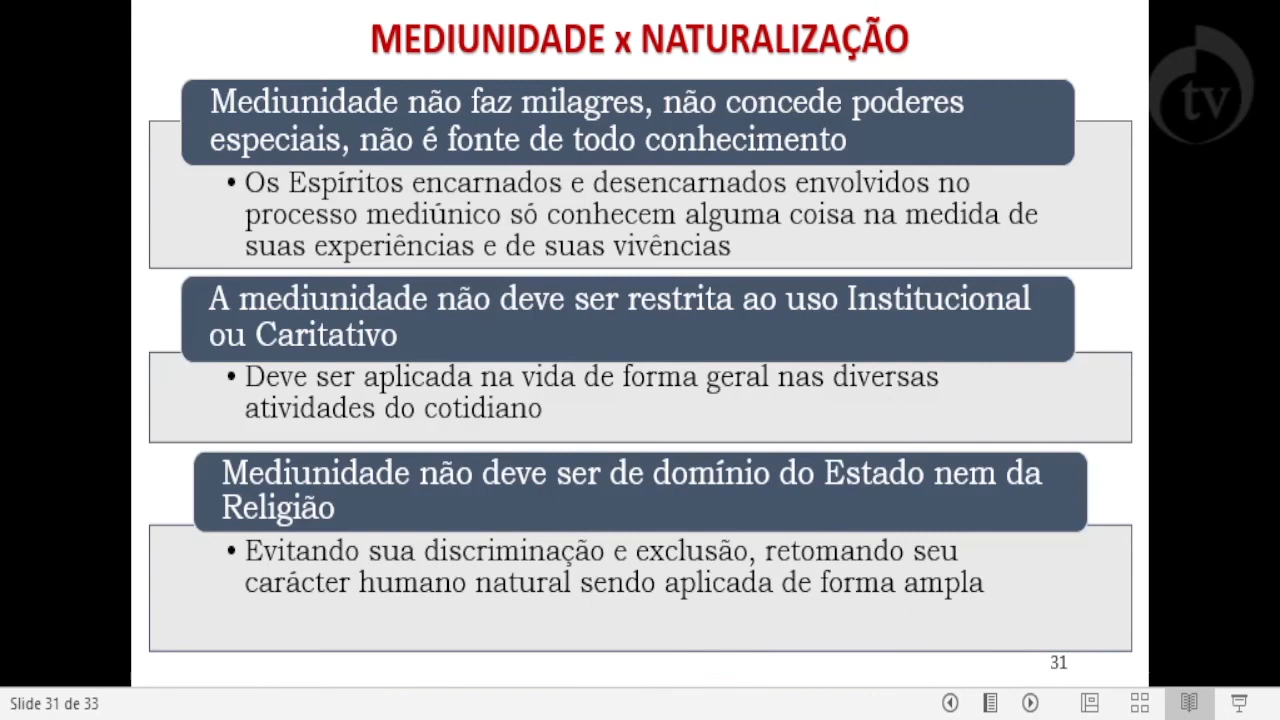 MEDIUNIDADE x NATURALIZAÇÃO
tv
Mediunidade não faz milagres, não concede poderes
especiais, não é fonte de todo conhecimento
• Os Espíritos encarnados e desencarnados envolvidos no
processo mediúnico só conhecem alguma coisa na medida de
suas experiências e de suas vivências
A mediunidade não deve ser restrita ao uso Institucional
ou Caritativo
• Deve ser aplicada na vida de forma geral nas diversas
atividades do cotidiano
Mediunidade não deve ser de domínio do Estado nem da
Religião
• Evitando sua discriminação e exclusão, retomando seu
carácter humano natural sendo aplicada de forma ampla
31
Slide 31 de 33